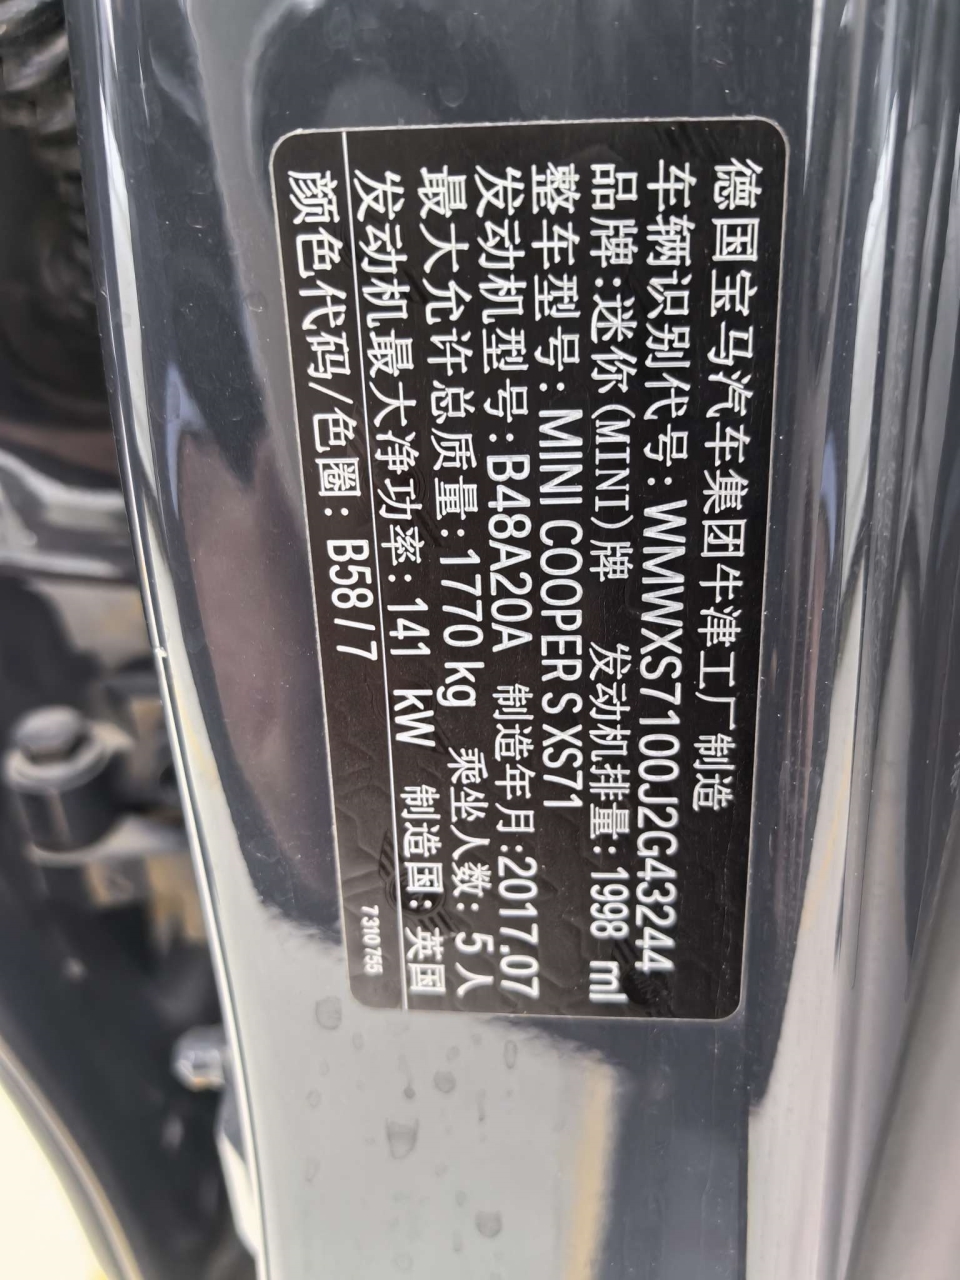 德国宝马汽车集团牛津工厂制造
车辆识别代号:WMWXS7100J2G43244
品牌:迷你(MINI)牌 发动机排量:1998 ml
整车型号:MINI COOPER S XS71
发动机型号:B48A20A 制造年月:2017.07
最大允许总质量:1770kg 乘坐人数:5人
发动机最大净功率:141 kW 制造国:英国
颜色代码/色圈: B58/7 7 310 755